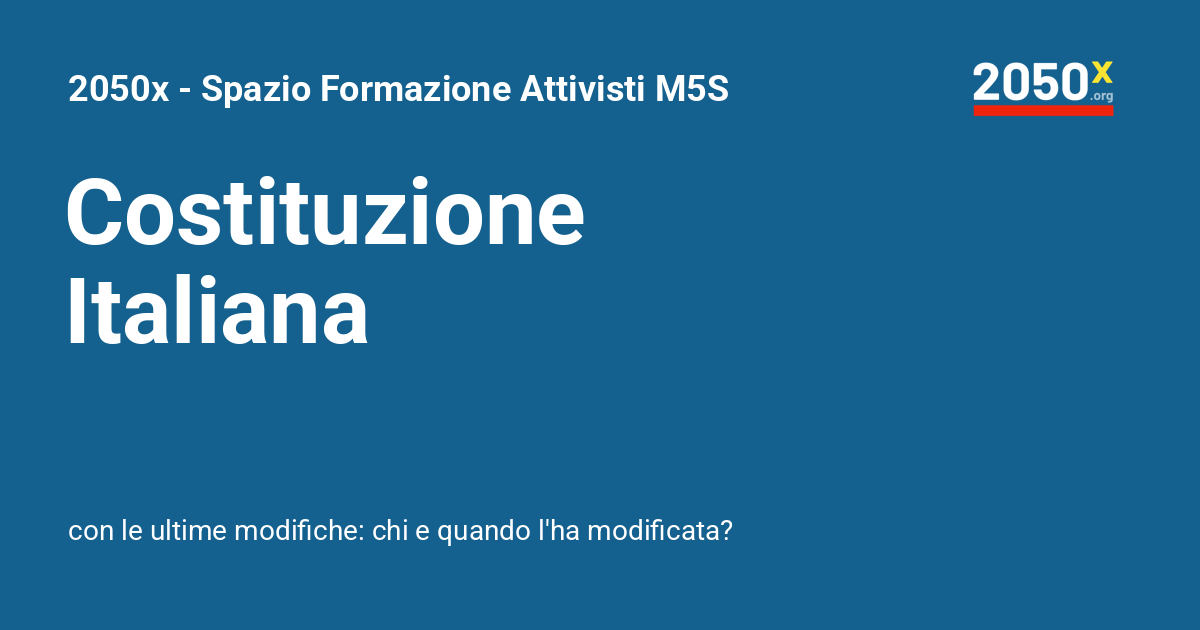 2050x - Spazio Formazione Attivisti M5S
2050x
.org
Costituzione
Italiana
con le ultime modifiche: chi e quando l'ha modificata?